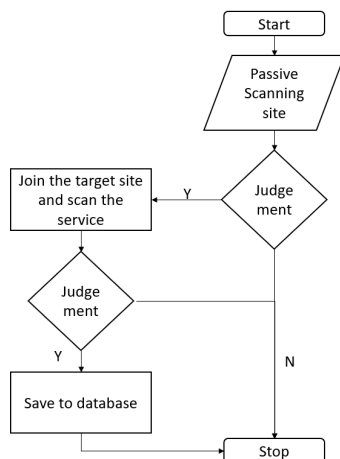 Start
Passive
Scanning
site
Judge
ment
Y
Join the target site
and scan the
service
Judge
ment
Y
N
Save to database
Stop